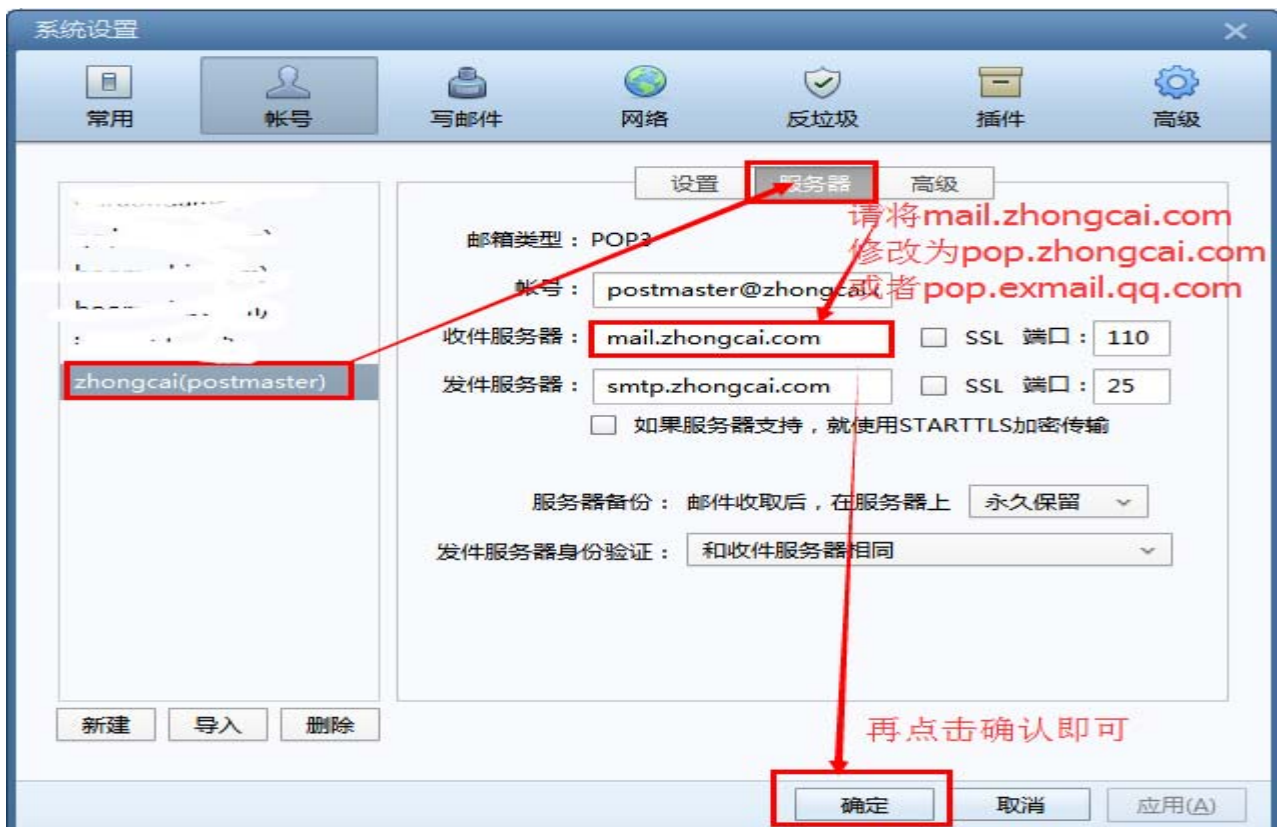 系统设置
常用
帐号
写邮件
网络
反垃圾
插件
高级
设置
服务器
高级
请将mail.zhongcai.com
修改为pop.zhongcai.com
或者pop.exmail.qq.com
邮箱类型：POP3
帐号：
postmaster@zhongcai
收件服务器：
mail.zhongcai.com
SSL 端口：
110
发件服务器：
smtp.zhongcai.com
SSL 端口：
25
如果服务器支持，就使用STARTTLS加密传输
服务器备份： 邮件收取后，在服务器上
永久保留
发件服务器身份验证：
和收件服务器相同
zhongcai(postmaster)
新建
导入
删除
再点击确认即可
确定
取消
应用(A)